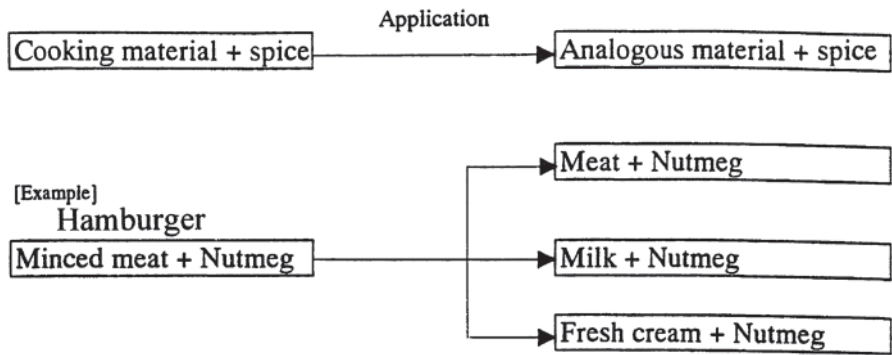 Application
Cooking material + spice
Analogous material + spice
Meat + Nutmeg
[Example]
Hamburger
Minced meat + Nutmeg
Milk + Nutmeg
Fresh cream + Nutmeg